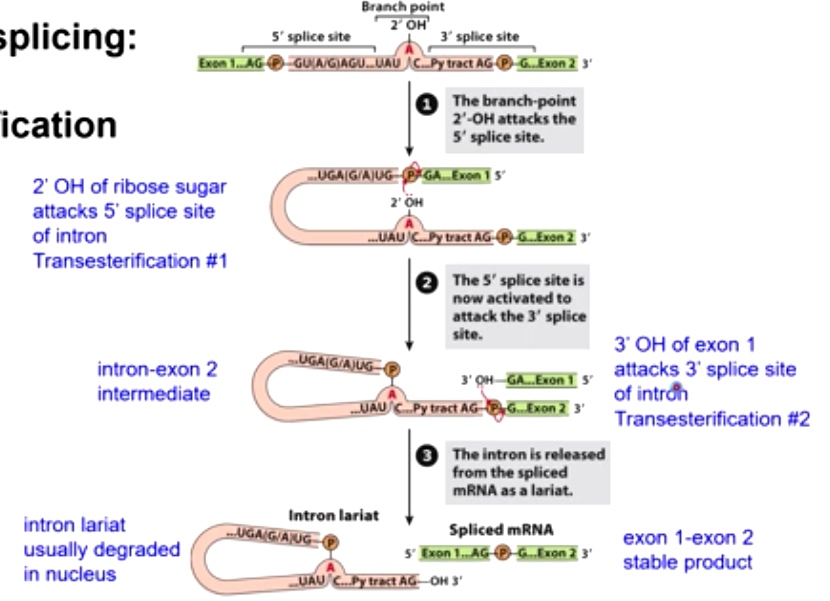 splicing:
ification
Branch point
2' OH
5' splice site
3' splice site
Exon 1...AG P GU(A/G)AGU...UAU A C...Py tract AG P G...Exon 2 3'
1 The branch-point
2'-OH attacks the
5' splice site.
2' OH of ribose sugar
attacks 5' splice site
of intron
Transesterification #1
...UGA(G/A)UG P GA...Exon 1 5'
2' OH
A
...UAU C...Py tract AG P G...Exon 2 3'
2 The 5' splice site is
now activated to
attack the 3' splice
site.
intron-exon 2
intermediate
...UGA(G/A)UG P
3' OH GA...Exon 1 5'
A
...UAU C...Py tract AG P G...Exon 2 3'
3' OH of exon 1
attacks 3' splice site
of intron
Transesterification #2
3 The intron is released
from the spliced
mRNA as a lariat.
intron lariat
usually degraded
in nucleus
Intron lariat
...UGA(G/A)UG P
A
...UAU C...Py tract AG OH 3'
Spliced mRNA
5' Exon 1...AG P G...Exon 2 3'
exon 1-exon 2
stable product